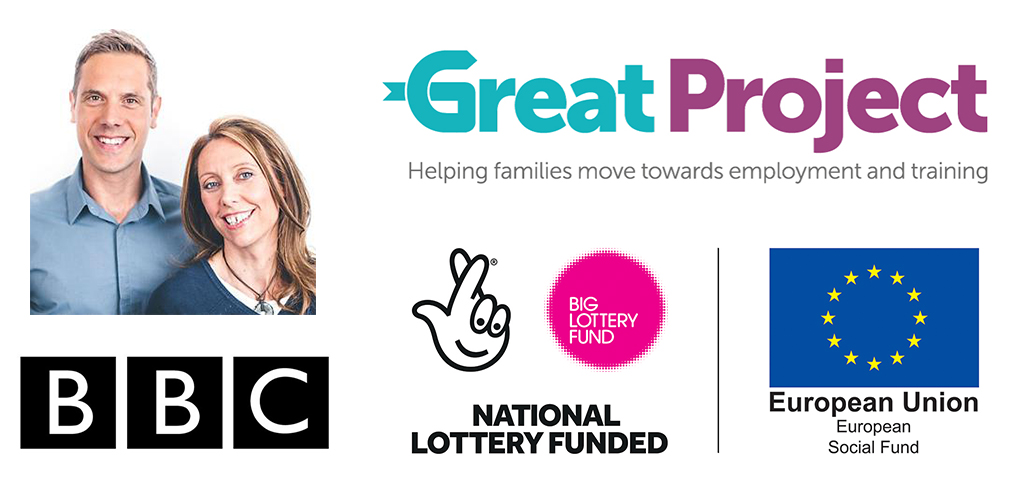 Great Project
Helping families move towards employment and training
®
BIG
LOTTERY
FUND
NATIONAL
LOTTERY FUNDED
European Union
European
Social Fund
BBC